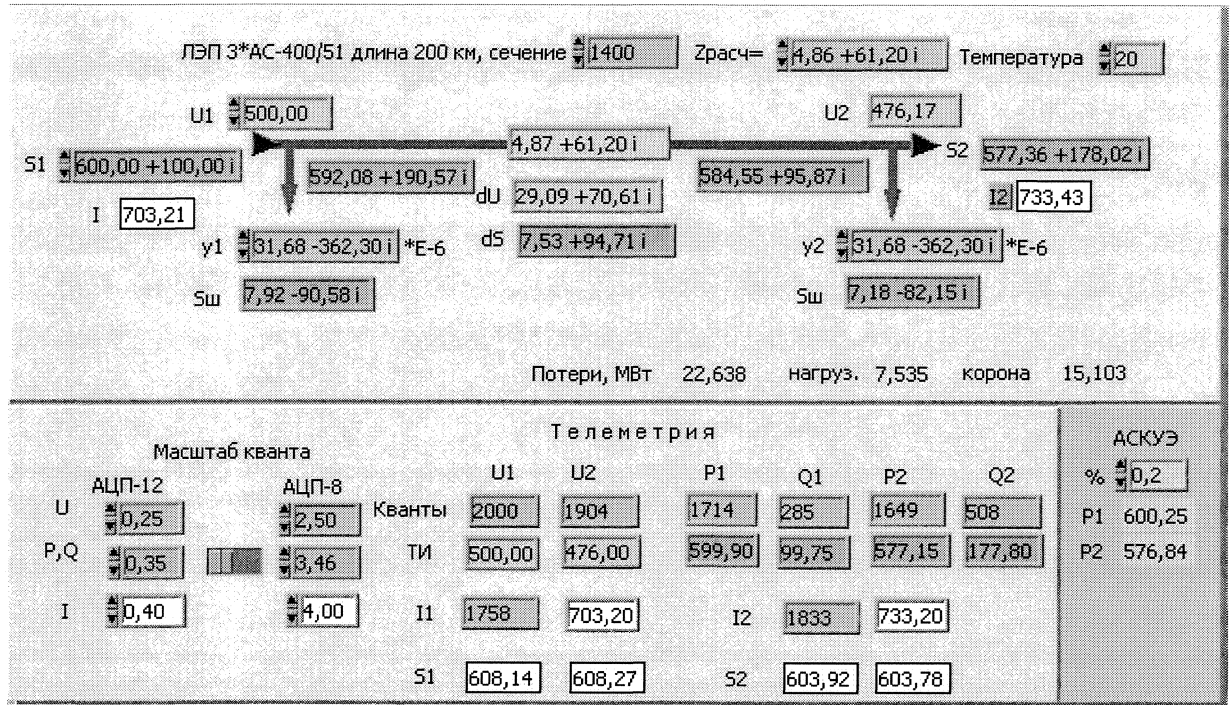 ЛЭП 3*АС-400/51 длина 200 км, сечение 1400 Zрасч= 4,86 +61,20 i Температура 20
U1 500,00 U2 476,17
S1 600,00 +100,00 i 4,87 +61,20 i S2 577,36 +178,02 i
592,08 +190,57 i 584,55 +95,87 i
I 703,21 dU 29,09 +70,61 i I2 733,43
y1 31,68 -362,30 i *E-6 dS 7,53 +94,71 i y2 31,68 -362,30 i *E-6
Sш 7,92 -90,58 i Sш 7,18 -82,15 i
Потери, МВт 22,638 нагруз. 7,535 корона 15,103
Телеметрия АСКУЭ
Масштаб кванта
АЦП-12 АЦП-8 U1 U2 P1 Q1 P2 Q2 % 0,2
U 0,25 2,50 Кванты 2000 1904 1714 285 1649 508 P1 600,25
P,Q 0,35 3,46 ТИ 500,00 476,00 599,90 99,75 577,15 177,80 P2 576,84
I 0,40 4,00 I1 1758 703,20 I2 1833 733,20
S1 608,14 608,27 S2 603,92 603,78